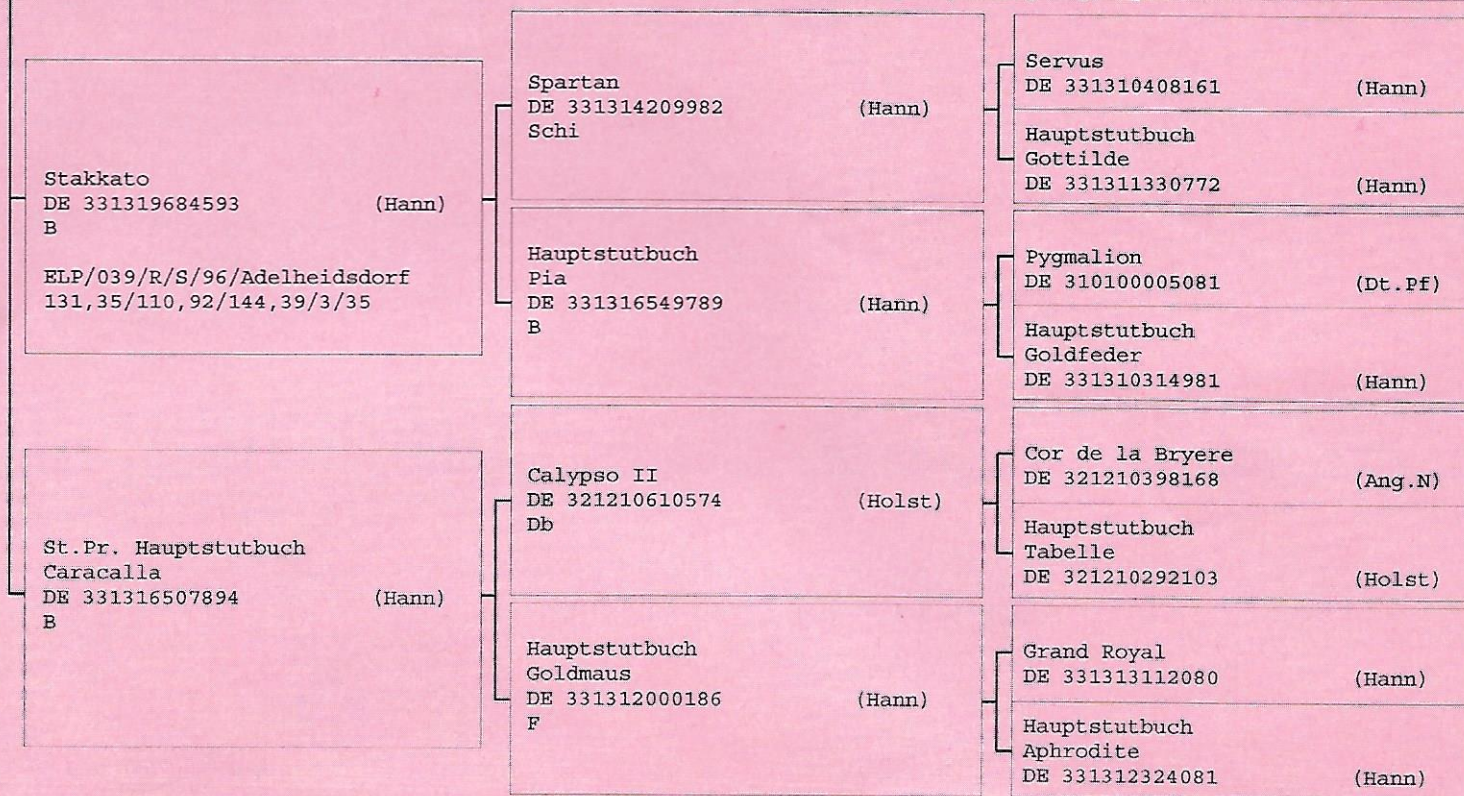 Stakkato
DE 331319684593 (Hann)
B
ELP/039/R/S/96/Adelheidsdorf
131,35/110,92/144,39/3/35
St.Pr. Hauptstutbuch
Caracalla
DE 331316507894 (Hann)
B
Spartan
DE 331314209982 (Hann)
Schi
Hauptstutbuch
Pia
DE 331316549789 (Hann)
B
Calypso II
DE 321210610574 (Holst)
Db
Hauptstutbuch
Goldmaus
DE 331312000186 (Hann)
F
Servus
DE 331310408161 (Hann)
Hauptstutbuch
Gottilde
DE 331311330772 (Hann)
Pygmalion
DE 310100005081 (Dt.Pf)
Hauptstutbuch
Goldfeder
DE 331310314981 (Hann)
Cor de la Bryere
DE 321210398168 (Ang.N)
Hauptstutbuch
Tabelle
DE 321210292103 (Holst)
Grand Royal
DE 331313112080 (Hann)
Hauptstutbuch
Aphrodite
DE 331312324081 (Hann)